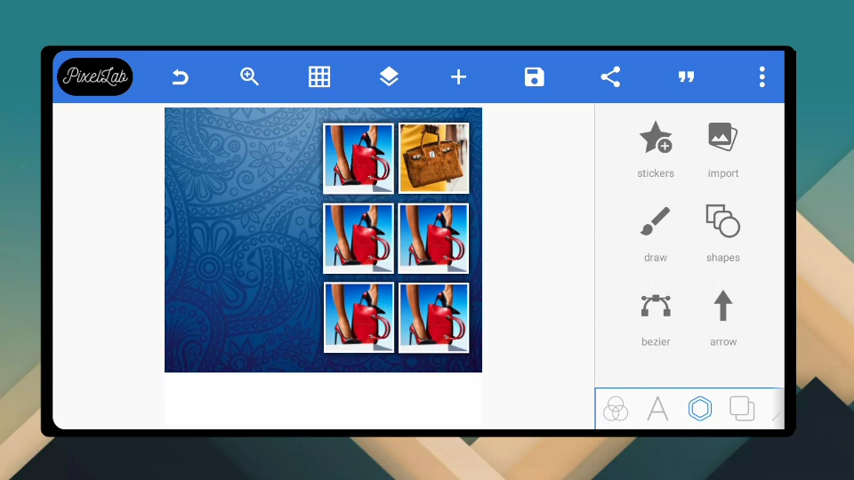 PixelLab
stickers
import
draw
shapes
bezier
arrow